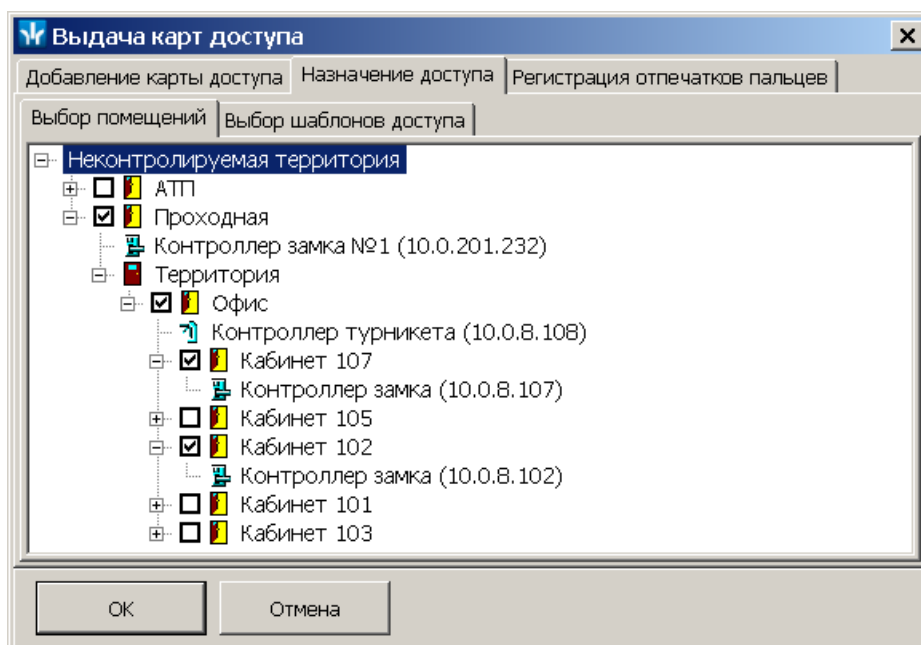 Выдача карт доступа
Добавление карты доступа Назначение доступа Регистрация отпечатков пальцев
Выбор помещений Выбор шаблонов доступа
Неконтролируемая территория
АТП
Проходная
Контроллер замка №1 (10.0.201.232)
Территория
Офис
Контроллер турникета (10.0.8.108)
Кабинет 107
Контроллер замка (10.0.8.107)
Кабинет 105
Кабинет 102
Контроллер замка (10.0.8.102)
Кабинет 101
Кабинет 103
ОК Отмена